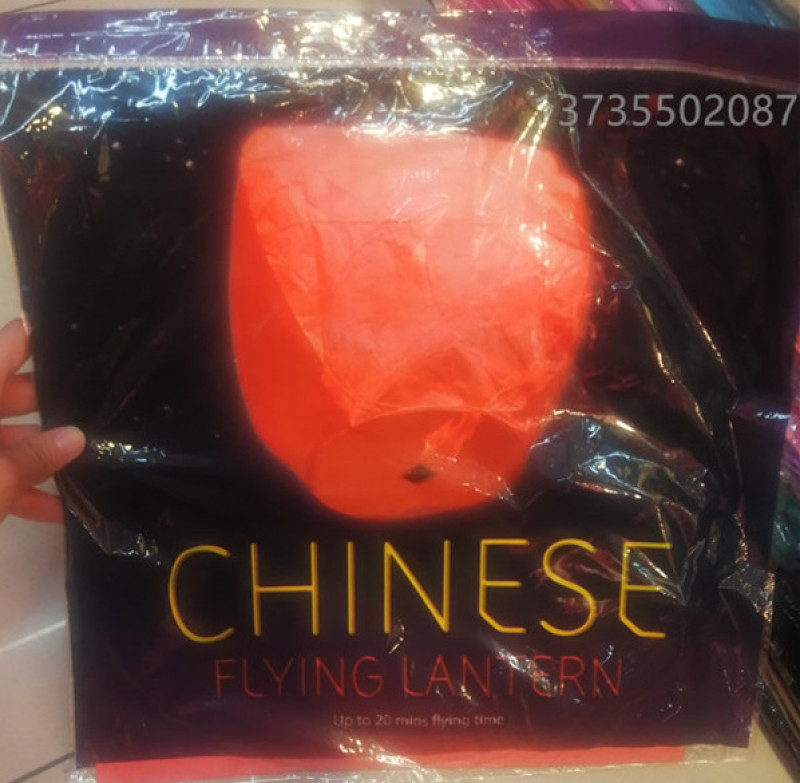 3735502087
CHINESE
FLYING LANTERN
Up to 20 mins flying time